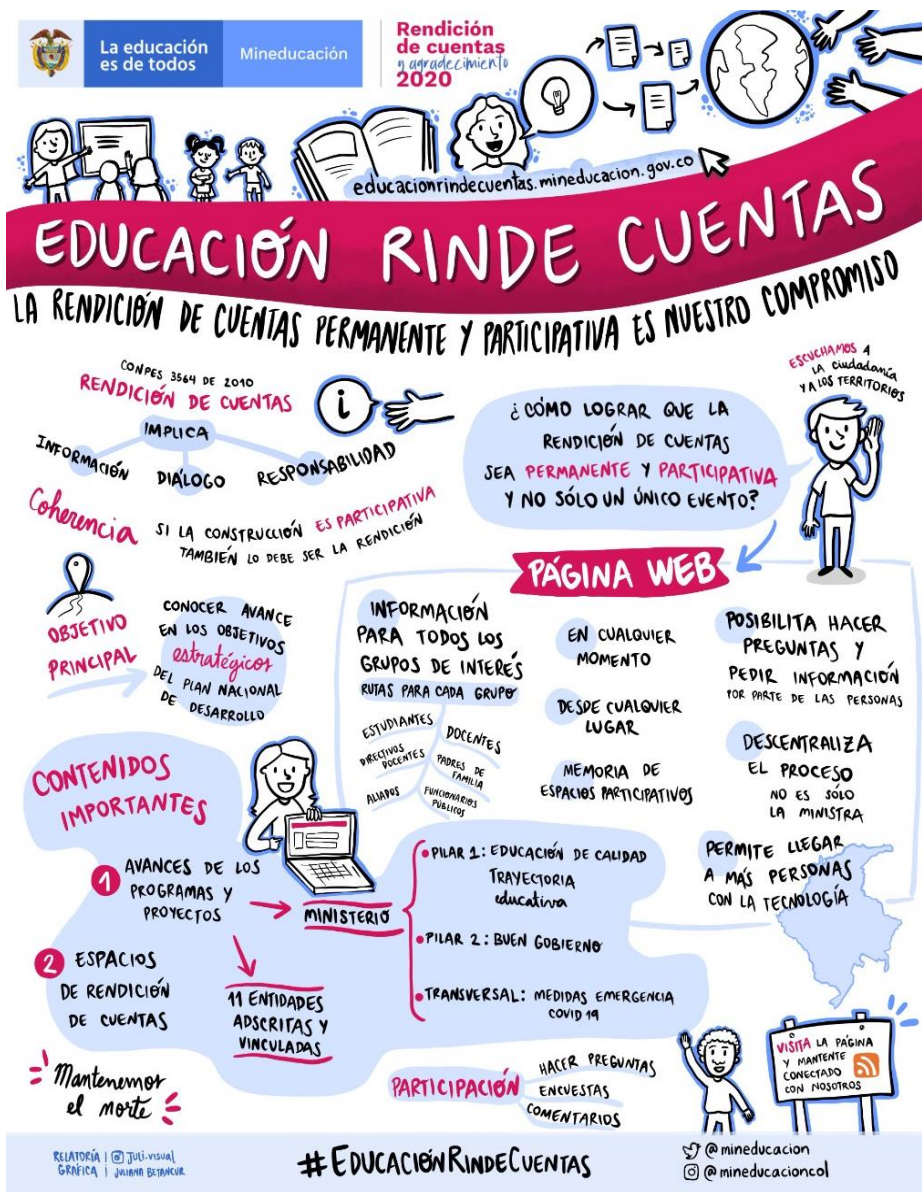 La educación
es de todos
Mineducación
Rendición
de cuentas
y agradecimiento
2020
educacionrindecuentas.mineducacion.gov.co
EDUCACIÓN RINDE CUENTAS
LA RENDICIÓN DE CUENTAS PERMANENTE Y PARTICIPATIVA ES NUESTRO COMPROMISO
CONPES 3564 DE 2010
RENDICIÓN DE CUENTAS
IMPLICA
INFORMACIÓN
DIÁLOGO
RESPONSABILIDAD
i
Coherencia
SI LA CONSTRUCCIÓN ES PARTICIPATIVA
TAMBIÉN LO DEBE SER LA RENDICIÓN
ESCUCHAMOS A
LA ciudadanía
Y A LOS TERRITORIOS
¿CÓMO LOGRAR QUE LA
RENDICIÓN DE CUENTAS
SEA PERMANENTE Y PARTICIPATIVA
Y NO SÓLO UN ÚNICO EVENTO?
OBJETIVO
PRINCIPAL
CONOCER AVANCE
EN LOS OBJETIVOS
estratégicos
DEL PLAN NACIONAL
DE DESARROLLO
PÁGINA WEB
INFORMACIÓN
PARA TODOS LOS
GRUPOS DE INTERÉS
RUTAS PARA CADA GRUPO
ESTUDIANTES
DOCENTES
DIRECTIVOS
DOCENTES
PADRES DE
FAMILIA
ALIADOS
FUNCIONARIOS
PÚBLICOS
EN CUALQUIER
MOMENTO
DESDE CUALQUIER
LUGAR
MEMORIA DE
ESPACIOS PARTICIPATIVOS
POSIBILITA HACER
PREGUNTAS Y
PEDIR INFORMACIÓN
POR PARTE DE LAS PERSONAS
DESCENTRALIZA
EL PROCESO
NO ES SÓLO
LA MINISTRA
PERMITE LLEGAR
A MÁS PERSONAS
CON LA TECNOLOGÍA
CONTENIDOS
IMPORTANTES
1 AVANCES DE LOS
PROGRAMAS Y
PROYECTOS
MINISTERIO
PILAR 1: EDUCACIÓN DE CALIDAD
TRAYECTORIA
educativa
PILAR 2: BUEN GOBIERNO
TRANSVERSAL: MEDIDAS EMERGENCIA
COVID 19
11 ENTIDADES
ADSCRITAS Y
VINCULADAS
2 ESPACIOS
DE RENDICIÓN
DE CUENTAS
Mantenemos
el norte
PARTICIPACIÓN
HACER PREGUNTAS
ENCUESTAS
COMENTARIOS
VISITA LA PÁGINA
Y MANTENTE
CONECTADO
CON NOSOTROS
RELATORÍA
GRÁFICA
Juli.visual
JULIANA BETANCUR
#EDUCACIÓNRINDECUENTAS
@mineducacion
@mineducacioncol